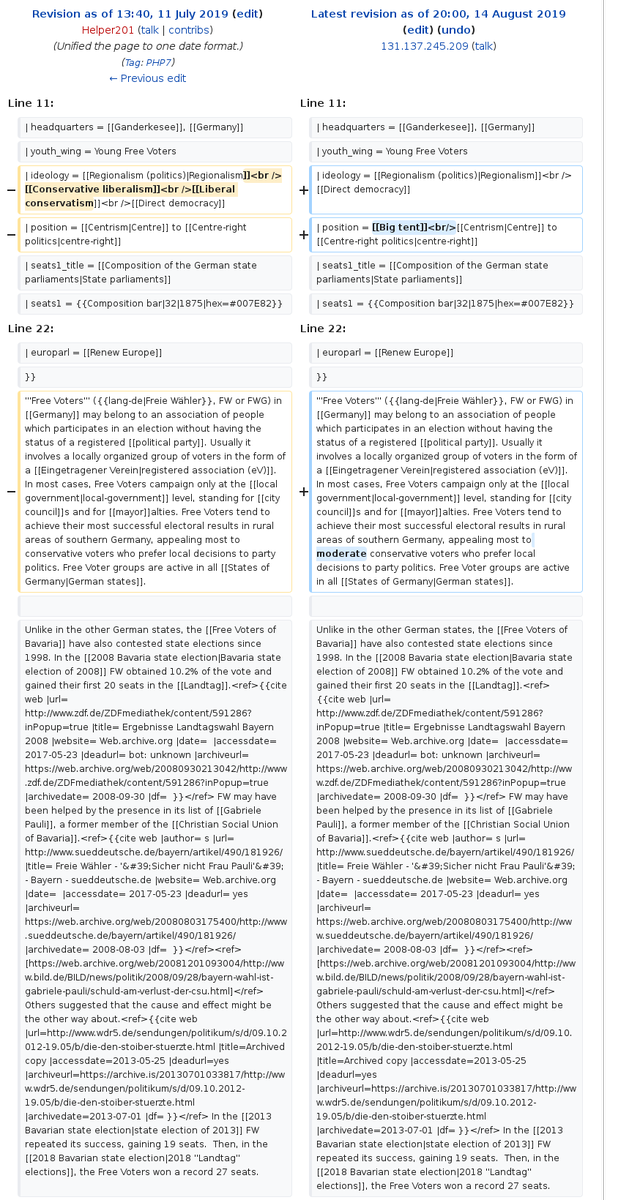 Revision as of 13:40, 11 July 2019 (edit)
Helper201 (talk | contribs)
(Unified the page to one date format.)
(Tag: PHP7)
← Previous edit
Latest revision as of 20:00, 14 August 2019
(edit) (undo)
131.137.245.209 (talk)
Line 11:
| headquarters = [[Ganderkesee]], [[Germany]]
| youth_wing = Young Free Voters
− | ideology = [[Regionalism (politics)|Regionalism]]<br />
[[Conservative liberalism]]<br />[[Liberal
conservatism]]<br />[[Direct democracy]]
− | position = [[Centrism|Centre]] to [[Centre-right
politics|centre-right]]
| seats1_title = [[Composition of the German state
parliaments|State parliaments]]
| seats1 = {{Composition bar|32|1875|hex=#007E82}}
Line 11:
| headquarters = [[Ganderkesee]], [[Germany]]
| youth_wing = Young Free Voters
+ | ideology = [[Regionalism (politics)|Regionalism]]<br />
[[Direct democracy]]
+ | position = [[Big tent]]<br/>[[Centrism|Centre]] to
[[Centre-right politics|centre-right]]
| seats1_title = [[Composition of the German state
parliaments|State parliaments]]
| seats1 = {{Composition bar|32|1875|hex=#007E82}}
Line 22:
| europarl = [[Renew Europe]]
}}
− '''Free Voters''' ({{lang-de|Freie Wähler}}, FW or FWG) in
[[Germany]] may belong to an association of people
which participates in an election without having the
status of a registered [[political party]]. Usually it
involves a locally organized group of voters in the form of
a [[Eingetragener Verein|registered association (eV)]].
In most cases, Free Voters campaign only at the [[local
government|local-government]] level, standing for [[city
council]]s and for [[mayor]]alties. Free Voters tend to
achieve their most successful electoral results in rural
areas of southern Germany, appealing most to
conservative voters who prefer local decisions to party
politics. Free Voter groups are active in all [[States of
Germany|German states]].
Unlike in the other German states, the [[Free Voters of
Bavaria]] have also contested state elections since
1998. In the [[2008 Bavaria state election|Bavaria state
election of 2008]] FW obtained 10.2% of the vote and
gained their first 20 seats in the [[Landtag]].<ref>{{cite
web |url=
http://www.zdf.de/ZDFmediathek/content/591286?
inPopup=true |title= Ergebnisse Landtagswahl Bayern
2008 |website= Web.archive.org |date=  |accessdate=
2017-05-23 |deadurl= bot: unknown |archiveurl=
https://web.archive.org/web/20080930213042/http://www
.zdf.de/ZDFmediathek/content/591286?inPopup=true
|archivedate= 2008-09-30 |df=  }}</ref> FW may have
been helped by the presence in its list of [[Gabriele
Pauli]], a former member of the [[Christian Social Union
of Bavaria]].<ref>{{cite web |author= s |url=
http://www.sueddeutsche.de/bayern/artikel/490/181926/
|title= Freie Wähler - '&#39;Sicher nicht Frau Pauli'&#39;
- Bayern - sueddeutsche.de |website= Web.archive.org
|date=  |accessdate= 2017-05-23 |deadurl= yes
|archiveurl=
https://web.archive.org/web/20080803175400/http://www
.sueddeutsche.de/bayern/artikel/490/181926/
|archivedate= 2008-08-03 |df=  }}</ref><ref>
[https://web.archive.org/web/20081201093004/http://ww
w.bild.de/BILD/news/politik/2008/09/28/bayern-wahl-ist-
gabriele-pauli/schuld-am-verlust-der-csu.html]</ref>
Others suggested that the cause and effect might be
the other way about.<ref>{{cite web
|url=http://www.wdr5.de/sendungen/politikum/s/d/09.10.2
012-19.05/b/die-den-stoiber-stuerzte.html |title=Archived
copy |accessdate=2013-05-25 |deadurl=yes
|archiveurl=https://archive.is/20130701033817/http://ww
w.wdr5.de/sendungen/politikum/s/d/09.10.2012-
19.05/b/die-den-stoiber-stuerzte.html
|archivedate=2013-07-01 |df= }}</ref> In the [[2013
Bavarian state election|state election of 2013]] FW
repeated its success, gaining 19 seats.  Then, in the
[[2018 Bavarian state election|2018 ''Landtag''
elections]], the Free Voters won a record 27 seats.
Line 22:
| europarl = [[Renew Europe]]
}}
+ '''Free Voters''' ({{lang-de|Freie Wähler}}, FW or FWG) in
[[Germany]] may belong to an association of people
which participates in an election without having the
status of a registered [[political party]]. Usually it
involves a locally organized group of voters in the form of
a [[Eingetragener Verein|registered association (eV)]].
In most cases, Free Voters campaign only at the [[local
government|local-government]] level, standing for [[city
council]]s and for [[mayor]]alties. Free Voters tend to
achieve their most successful electoral results in rural
areas of southern Germany, appealing most to
moderate conservative voters who prefer local
decisions to party politics. Free Voter groups are active
in all [[States of Germany|German states]].
Unlike in the other German states, the [[Free Voters of
Bavaria]] have also contested state elections since
1998. In the [[2008 Bavaria state election|Bavaria state
election of 2008]] FW obtained 10.2% of the vote and
gained their first 20 seats in the [[Landtag]].<ref>
{{cite web |url=
http://www.zdf.de/ZDFmediathek/content/591286?
inPopup=true |title= Ergebnisse Landtagswahl Bayern
2008 |website= Web.archive.org |date=  |accessdate=
2017-05-23 |deadurl= bot: unknown |archiveurl=
https://web.archive.org/web/20080930213042/http://ww
w.zdf.de/ZDFmediathek/content/591286?inPopup=true
|archivedate= 2008-09-30 |df=  }}</ref> FW may have
been helped by the presence in its list of [[Gabriele
Pauli]], a former member of the [[Christian Social Union
of Bavaria]].<ref>{{cite web |author= s |url=
http://www.sueddeutsche.de/bayern/artikel/490/181926/
|title= Freie Wähler - '&#39;Sicher nicht Frau Pauli'&#39;
- Bayern - sueddeutsche.de |website= Web.archive.org
|date=  |accessdate= 2017-05-23 |deadurl= yes
|archiveurl=
https://web.archive.org/web/20080803175400/http://ww
w.sueddeutsche.de/bayern/artikel/490/181926/
|archivedate= 2008-08-03 |df=  }}</ref><ref>
[https://web.archive.org/web/20081201093004/http://ww
w.bild.de/BILD/news/politik/2008/09/28/bayern-wahl-ist-
gabriele-pauli/schuld-am-verlust-der-csu.html]</ref>
Others suggested that the cause and effect might be
the other way about.<ref>{{cite web
|url=http://www.wdr5.de/sendungen/politikum/s/d/09.10.
2012-19.05/b/die-den-stoiber-stuerzte.html
|title=Archived copy |accessdate=2013-05-25
|deadurl=yes
|archiveurl=https://archive.is/20130701033817/http://ww
w.wdr5.de/sendungen/politikum/s/d/09.10.2012-
19.05/b/die-den-stoiber-stuerzte.html
|archivedate=2013-07-01 |df= }}</ref> In the [[2013
Bavarian state election|state election of 2013]] FW
repeated its success, gaining 19 seats.  Then, in the
[[2018 Bavarian state election|2018 ''Landtag''
elections]], the Free Voters won a record 27 seats.